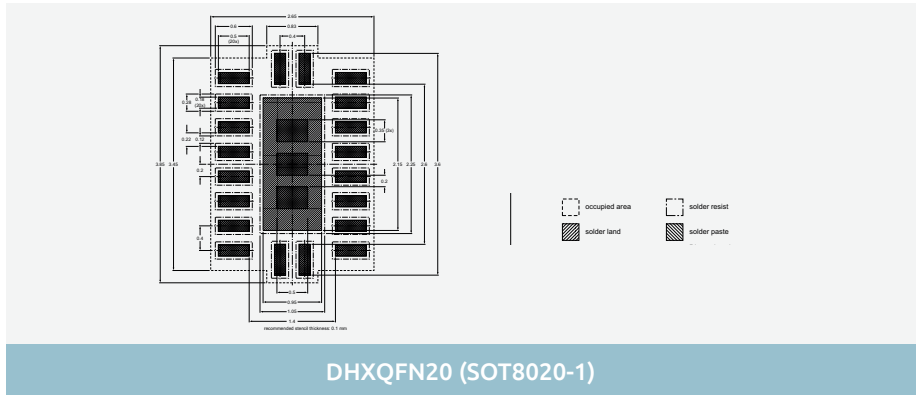 2.65
0.6
0.83
0.5
(20x)
0.4
0.28
0.18
(20x)
0.35 (3x)
0.22
0.12
3.85
3.45
2.15
2.25
2.6
3.6
0.2
0.2
0.4
0.5
0.95
1.05
1.4
recommended stencil thickness: 0.1 mm
occupied area
solder resist
solder land
solder paste
DHXQFN20 (SOT8020-1)